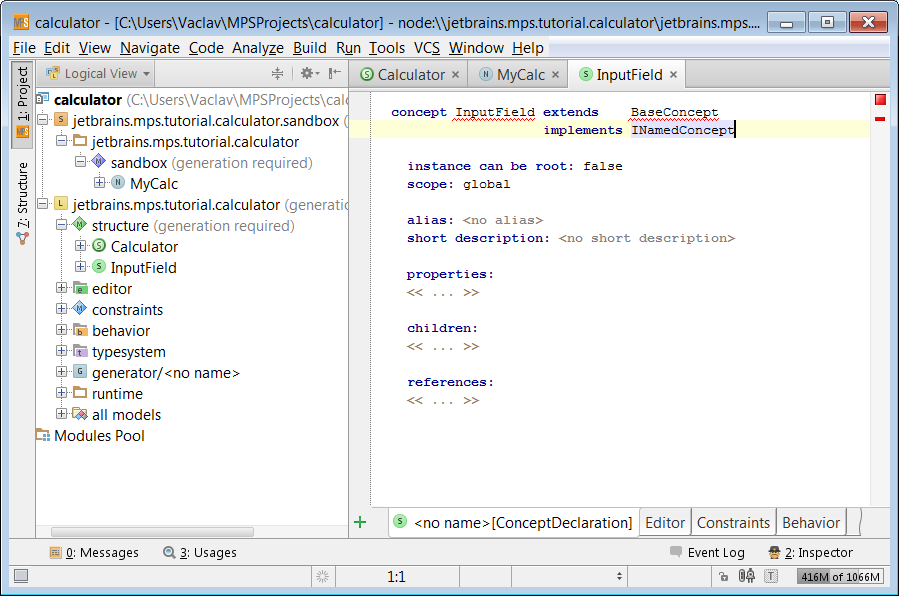 calculator - [C:\Users\Vaclav\MPSProjects\calculator] - node:\\jetbrains.mps.tutorial.calculator\jetbrains.mps....
File Edit View Navigate Code Analyze Build Run Tools VCS Window Help
1: Project
7: Structure
Logical View
calculator (C:\Users\Vaclav\MPSProjects\calc
jetbrains.mps.tutorial.calculator.sandbox (
jetbrains.mps.tutorial.calculator
sandbox (generation required)
MyCalc
jetbrains.mps.tutorial.calculator (generatio
structure (generation required)
Calculator
InputField
editor
constraints
behavior
typesystem
generator/<no name>
runtime
all models
Modules Pool
Calculator MyCalc InputField
concept InputField extends BaseConcept
implements INamedConcept
instance can be root: false
scope: global
alias: <no alias>
short description: <no short description>
properties:
<< ... >>
children:
<< ... >>
references:
<< ... >>
<no name>[ConceptDeclaration] Editor Constraints Behavior
0: Messages 3: Usages Event Log 2: Inspector
1:1 416M of 1066M